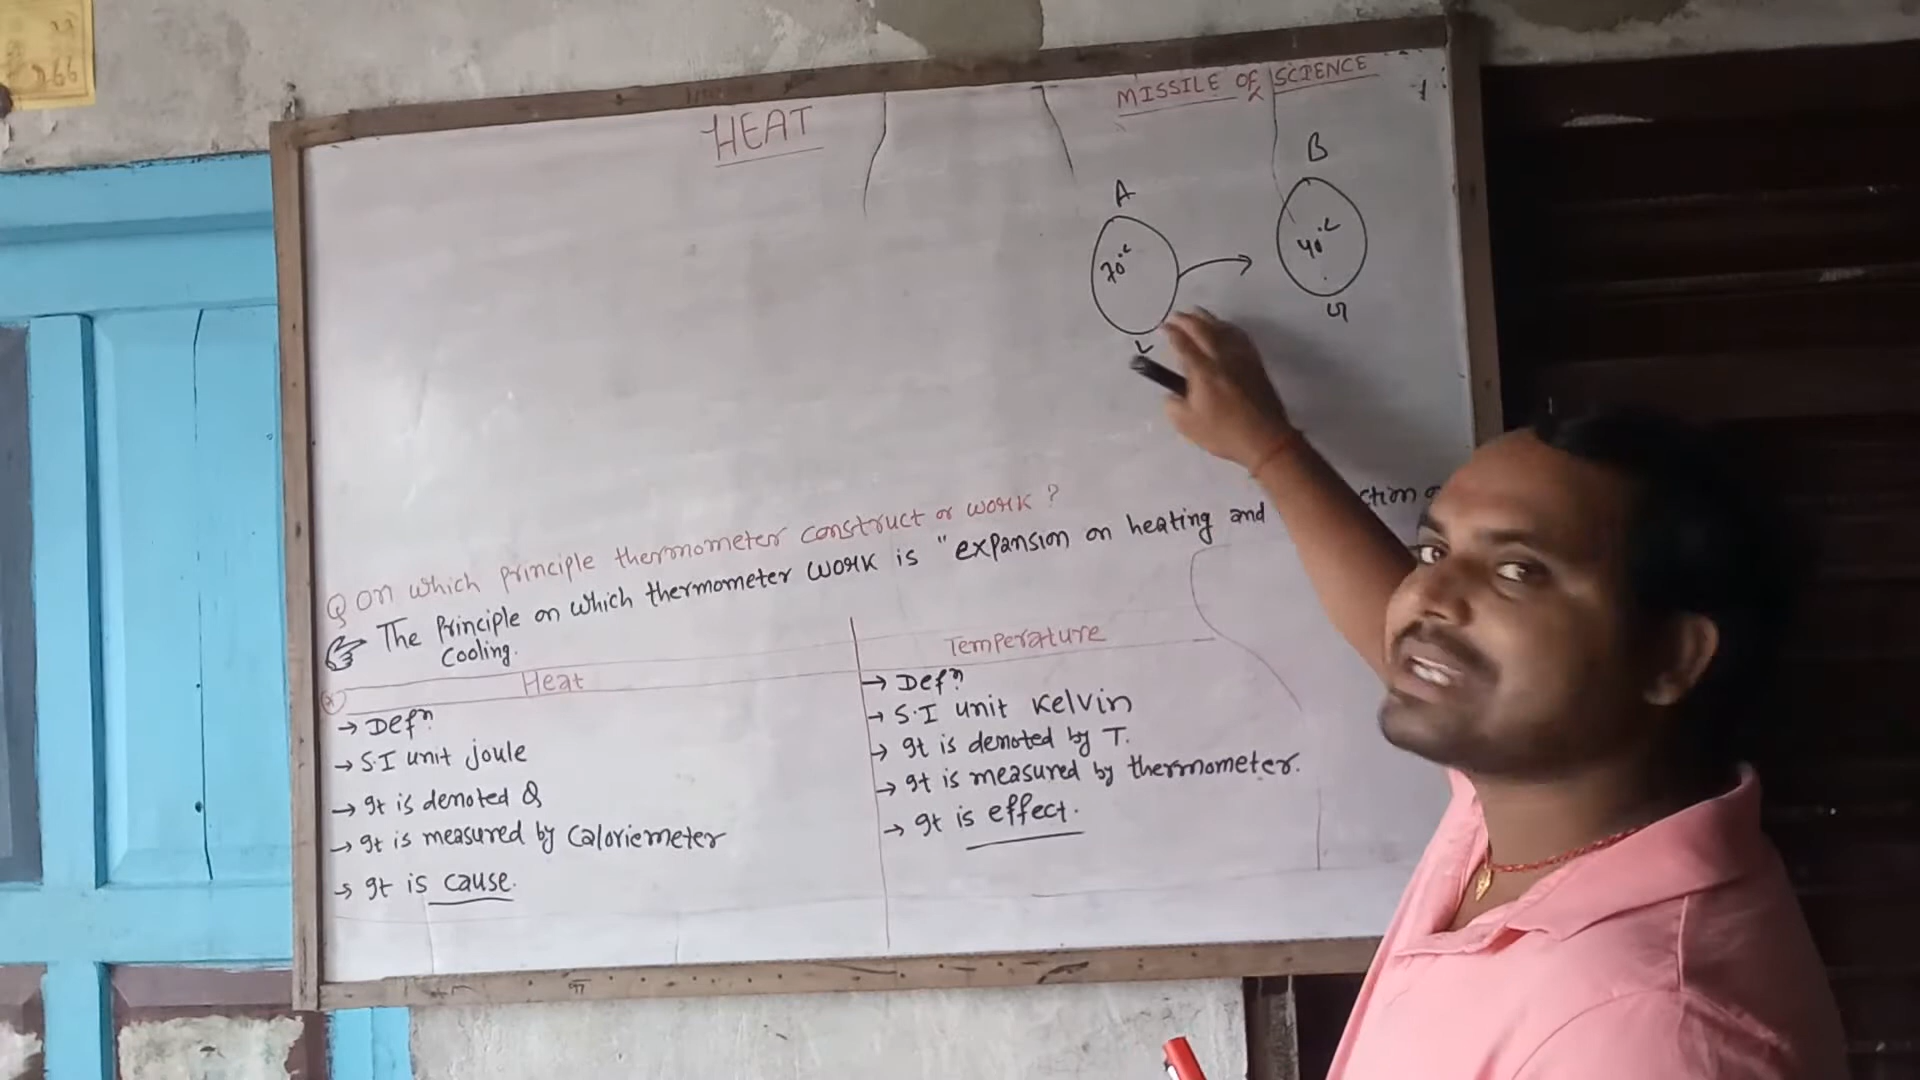 266
HEAT
MISSILE OF SCIENCE
A
B
70°C
40°C
Q On which principle thermometer construct or work ?
The Principle on which thermometer work is "expansion on heating and
Cooling.
Heat
Temperature
→ Defn
→ S.I unit joule
→ It is denoted Q
→ It is measured by Caloriemeter
→ It is cause.
→ Defn
→ S.I unit Kelvin
→ It is denoted by T.
→ It is measured by thermometer.
→ It is effect.